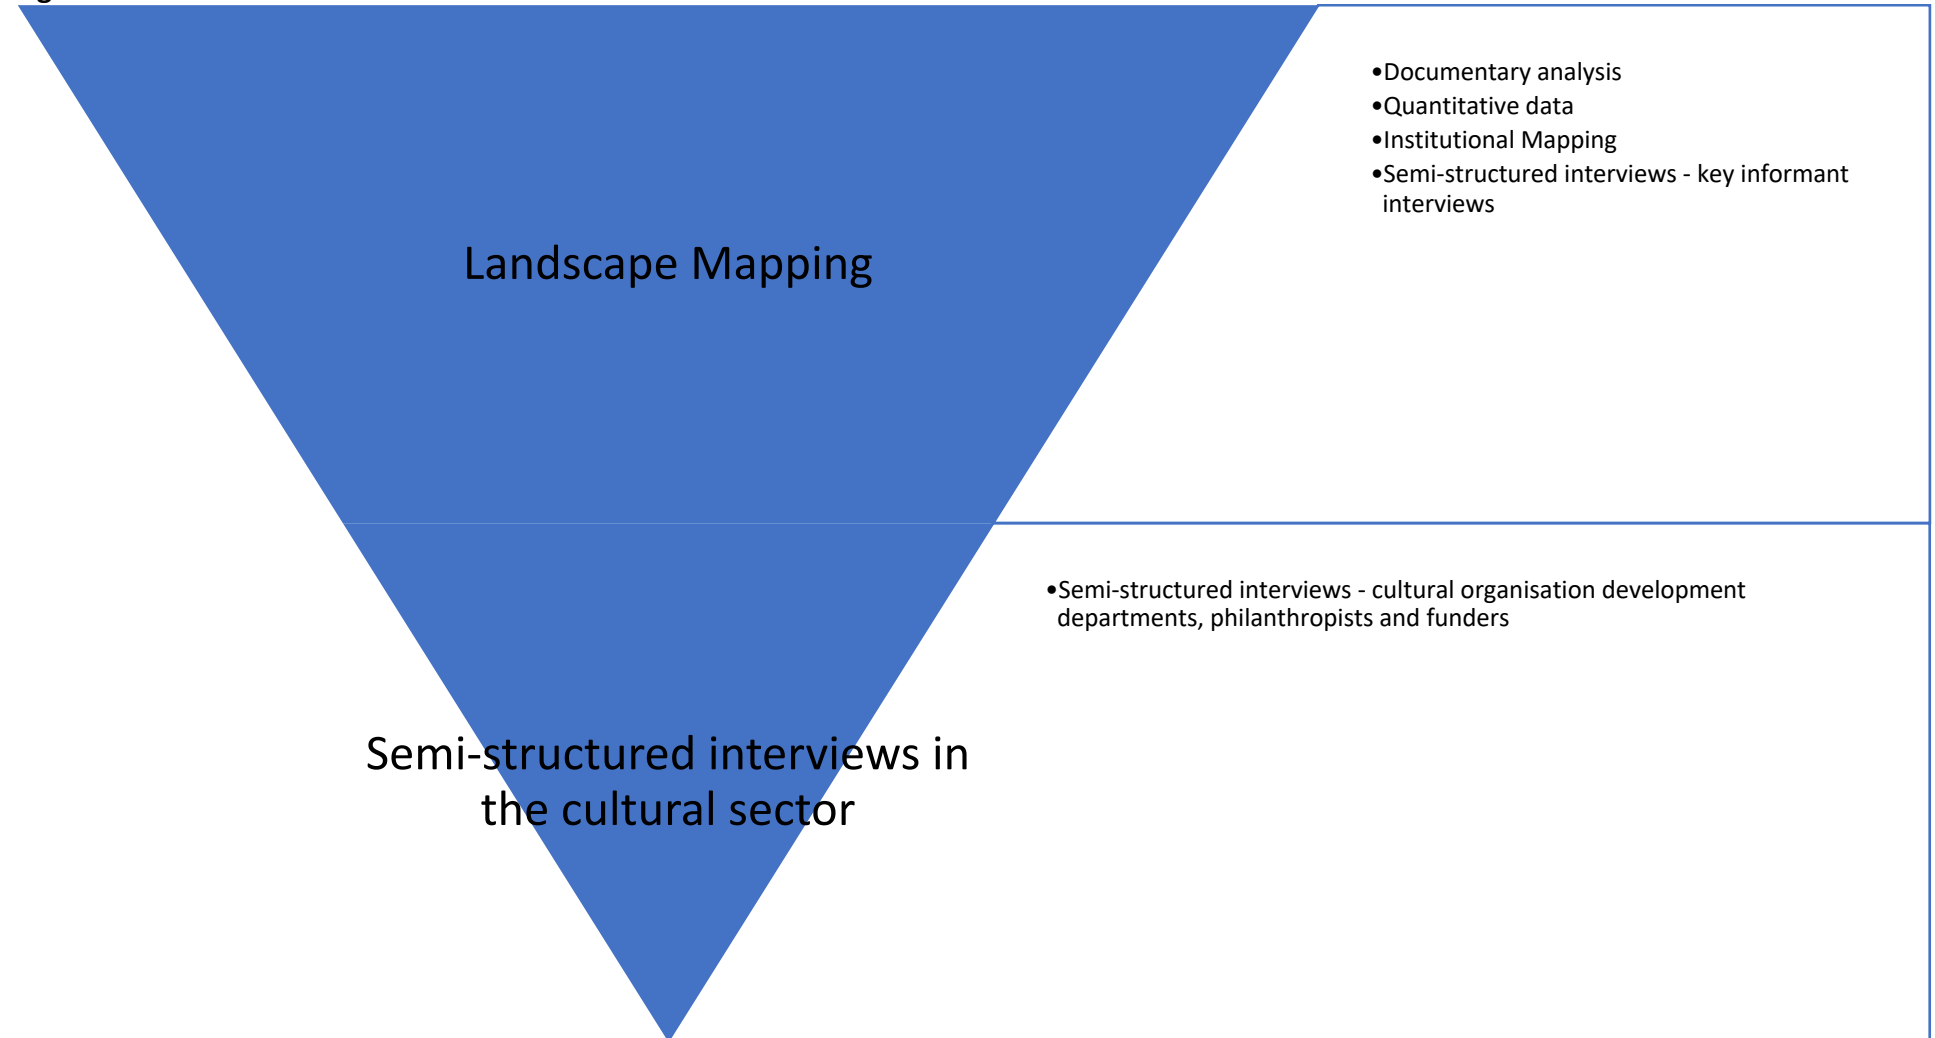 •Documentary analysis
•Quantitative data
•Institutional Mapping
•Semi-structured interviews - key informant
interviews
Landscape Mapping
•Semi-structured interviews - cultural organisation development
departments, philanthropists and funders
Semi-structured interviews in
the cultural sector